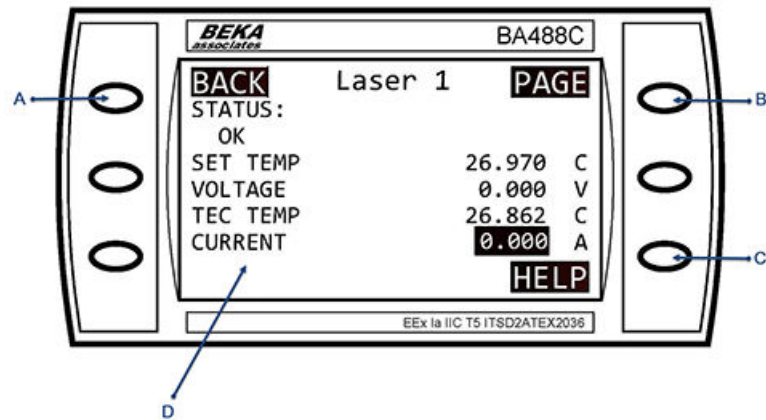 BEKA
associates
BA488C
BACK Laser 1 PAGE
STATUS:
OK
SET TEMP 26.970 C
VOLTAGE 0.000 V
TEC TEMP 26.862 C
CURRENT 0.000 A
HELP
EEx Ia IIC T5 ITSD2ATEX2036
A
B
C
D